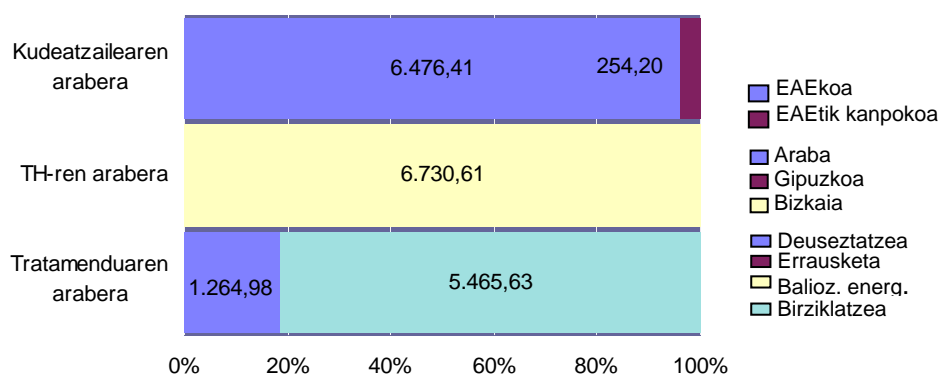 Kudeatzailearen
arabera
6.476,41
254,20
EAEkoa
EAEtik kanpokoa
TH-ren arabera
6.730,61
Araba
Gipuzkoa
Bizkaia
Tratamenduaren
arabera
1.264,98
5.465,63
Deuseztatzea
Errausketa
Balioz. energ.
Birziklatzea
0%
20%
40%
60%
80%
100%